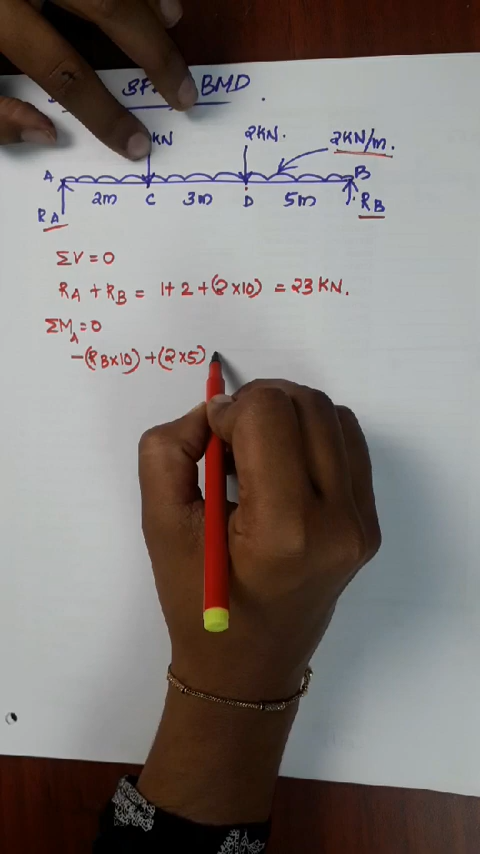 BMD.
KN 2KN. 2KN/m.
A B
RA 2m C 3m D 5m RB
ΣV=0
RA + RB = 1+2+(2×10) = 23 KN.
ΣMA=0
-(RB×10)+(2×5)